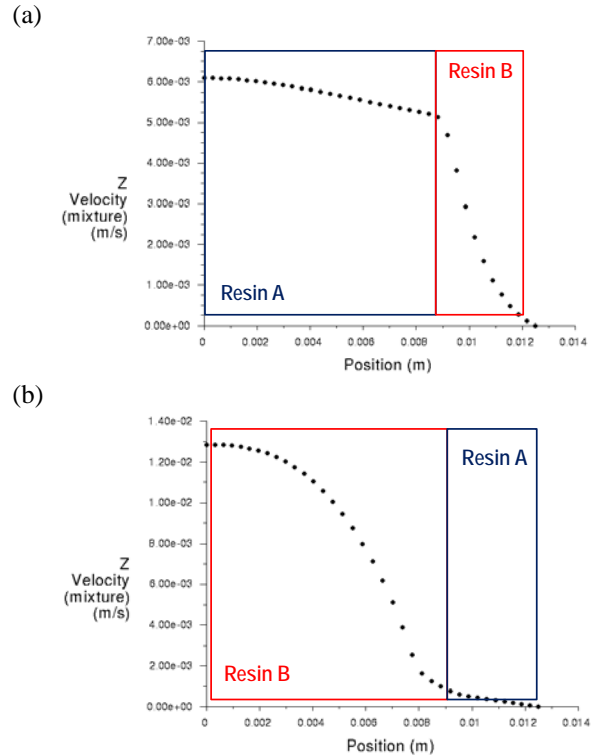 (a)
7.00e-03
6.00e-03
5.00e-03
4.00e-03
3.00e-03
2.00e-03
1.00e-03
0.00e+00
Z
Velocity
(mixture)
(m/s)
Resin A
Resin B
0
0.002
0.004
0.006
0.008
0.01
0.012
0.014
Position (m)
(b)
1.40e-02
1.20e-02
1.00e-02
8.00e-03
6.00e-03
4.00e-03
2.00e-03
0.00e+00
Z
Velocity
(mixture)
(m/s)
Resin B
Resin A
0
0.002
0.004
0.006
0.008
0.01
0.012
0.014
Position (m)